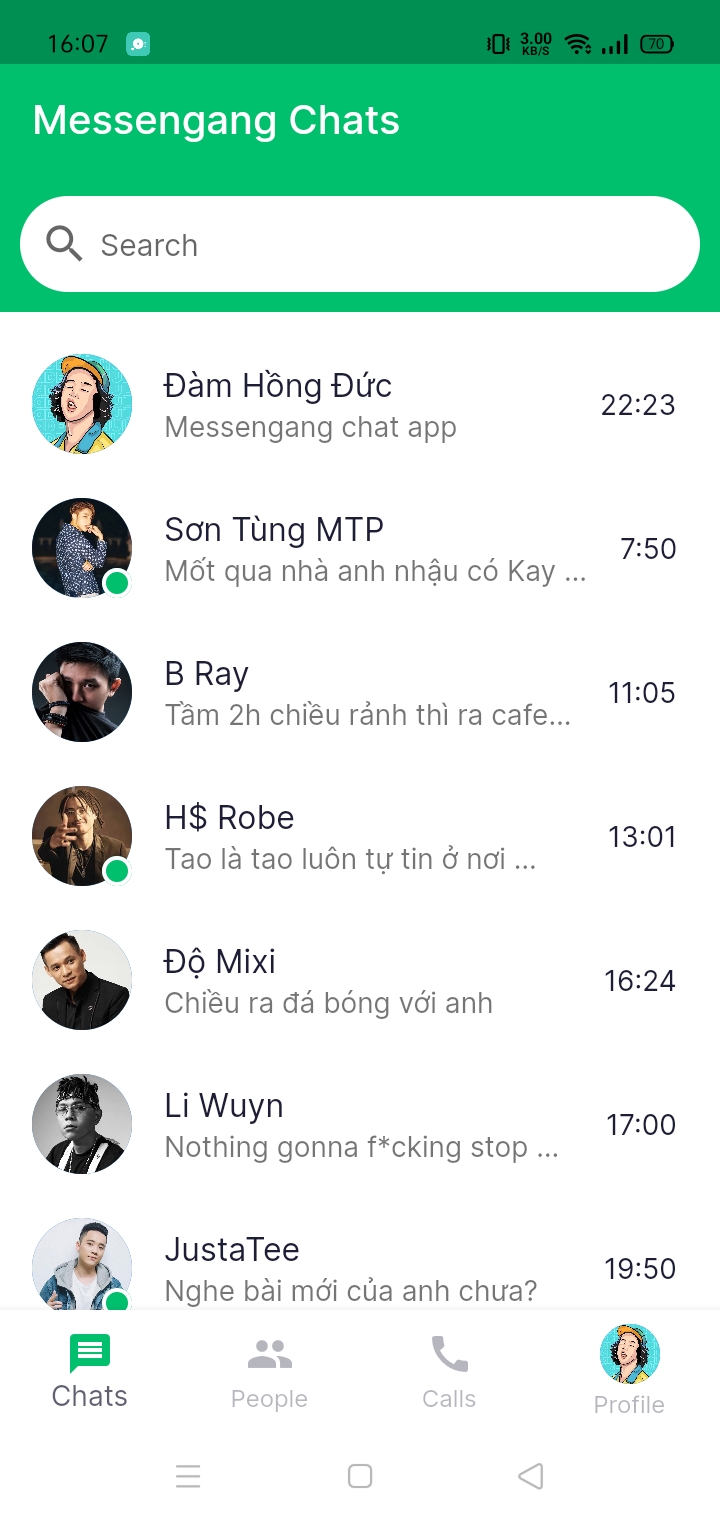 16:07
3.00
KB/S
70
Messengang Chats
Search
Đàm Hồng Đức
Messengang chat app
22:23
Sơn Tùng MTP
Mốt qua nhà anh nhậu có Kay ...
7:50
B Ray
Tầm 2h chiều rảnh thì ra cafe...
11:05
H$ Robe
Tao là tao luôn tự tin ở nơi ...
13:01
Độ Mixi
Chiều ra đá bóng với anh
16:24
Li Wuyn
Nothing gonna f*cking stop ...
17:00
JustaTee
Nghe bài mới của anh chưa?
19:50
Chats
People
Calls
Profile